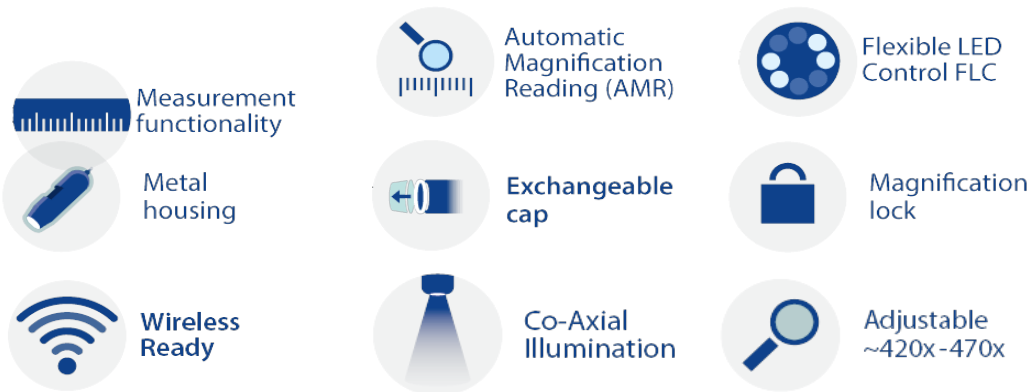 Measurement
functionality
Automatic
Magnification
Reading (AMR)
Flexible LED
Control FLC
Metal
housing
Exchangeable
cap
Magnification
lock
Wireless
Ready
Co-Axial
Illumination
Adjustable
~420x-470x